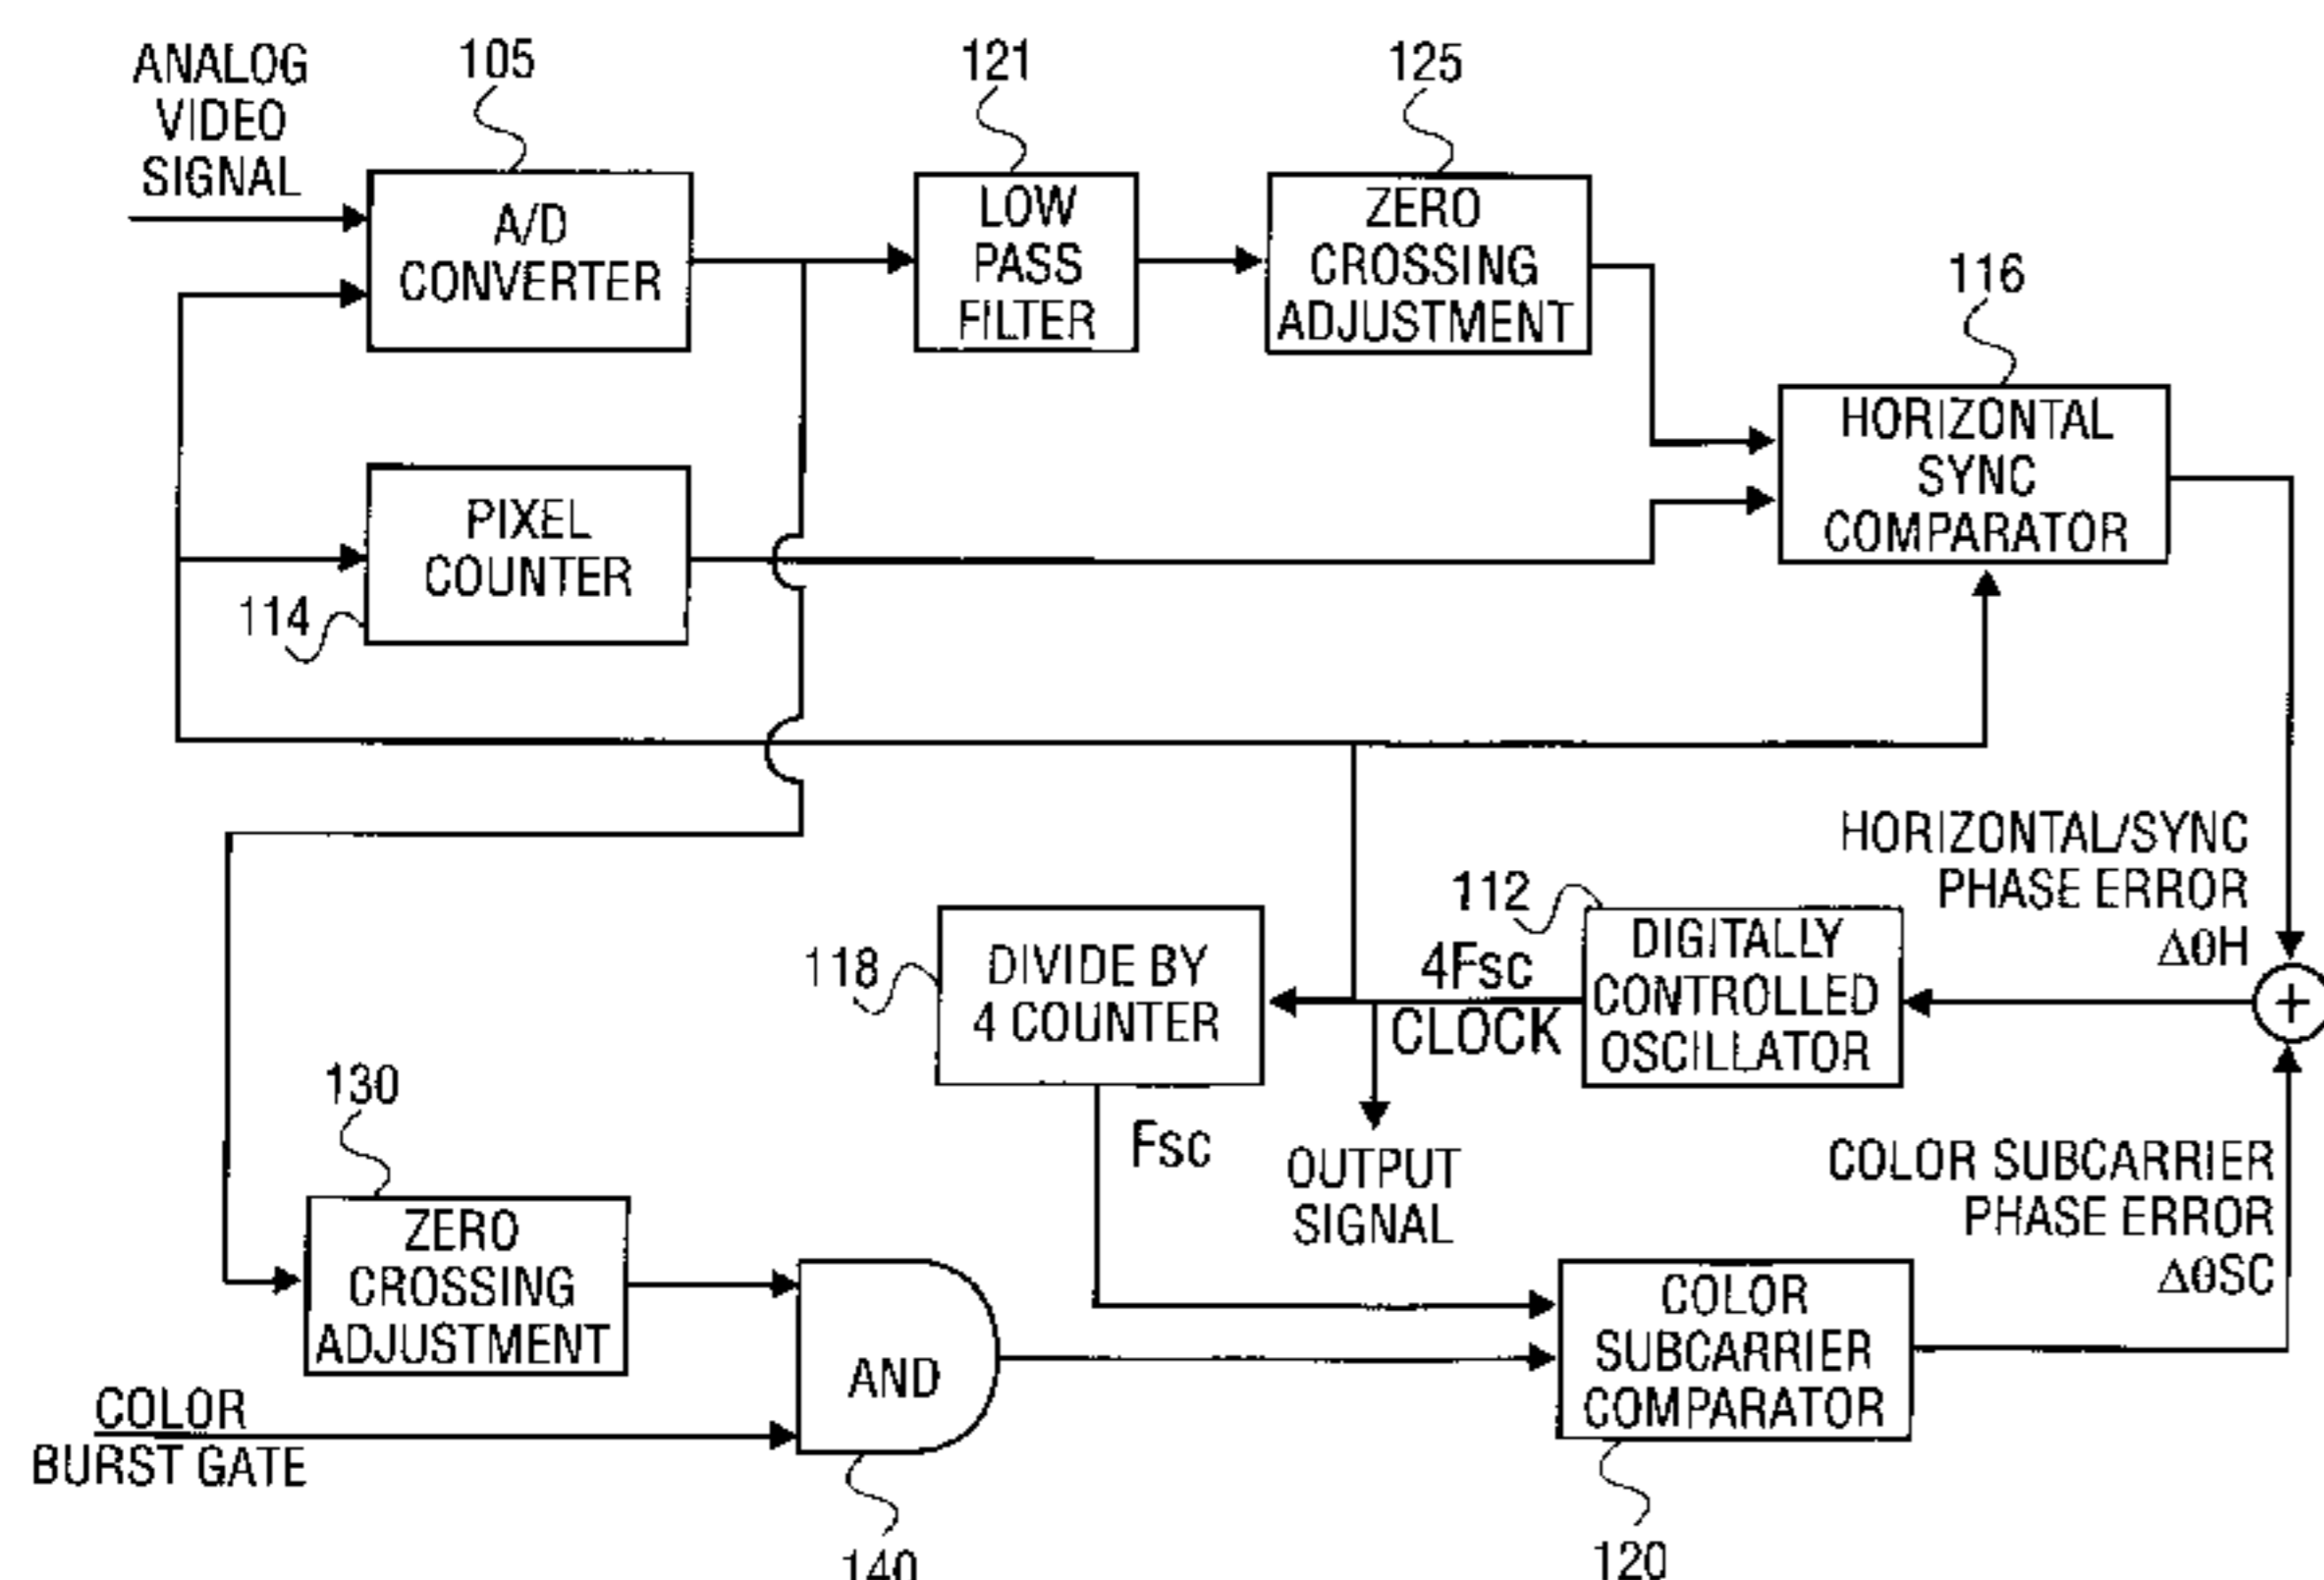 ANALOG
VIDEO
SIGNAL
105
A/D
CONVERTER
121
LOW
PASS
FILTER
125
ZERO
CROSSING
ADJUSTMENT
116
HORIZONTAL
SYNC
COMPARATOR
PIXEL
COUNTER
114
HORIZONTAL/SYNC
PHASE ERROR
ΔθH
112
DIGITALLY
CONTROLLED
OSCILLATOR
4FSC
CLOCK
118
DIVIDE BY
4 COUNTER
+
FSC
OUTPUT
SIGNAL
COLOR SUBCARRIER
PHASE ERROR
ΔθSC
130
ZERO
CROSSING
ADJUSTMENT
COLOR
BURST GATE
AND
140
COLOR
SUBCARRIER
COMPARATOR
120